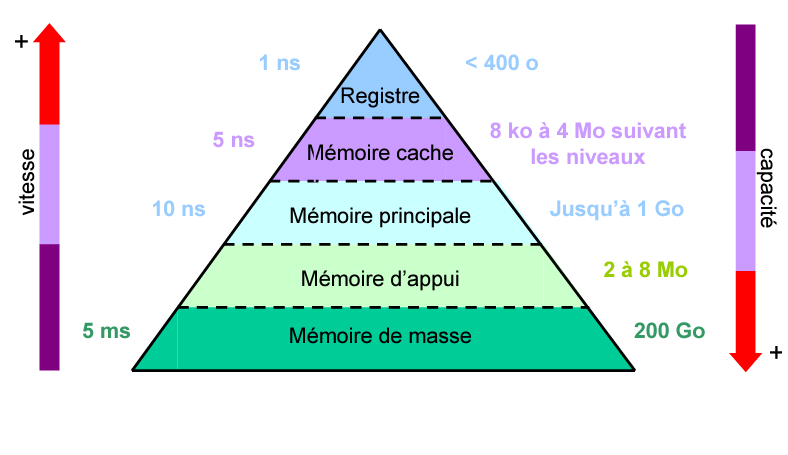 +
vitesse
1 ns
Registre
< 400 o
5 ns
Mémoire cache
8 ko à 4 Mo suivant
les niveaux
10 ns
Mémoire principale
Jusqu'à 1 Go
Mémoire d'appui
2 à 8 Mo
5 ms
Mémoire de masse
200 Go
capacité
+